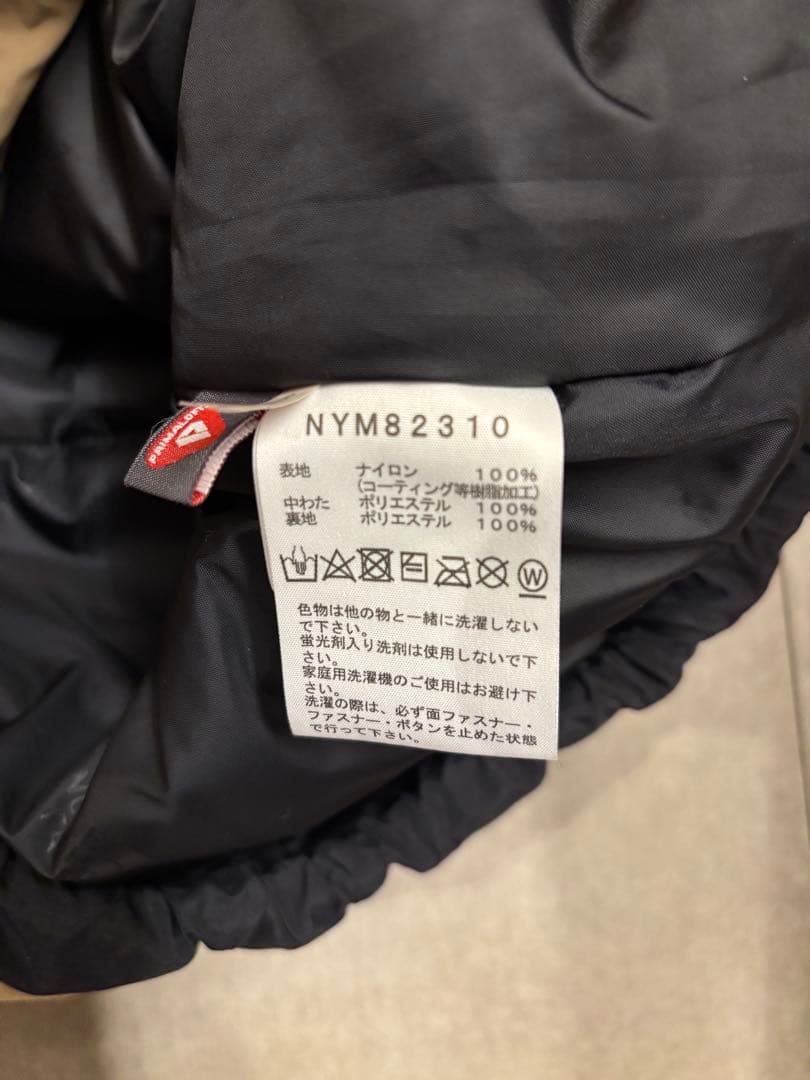 PRIMALOFT
NYM82310
表地 ナイロン 100%
(コーティング等樹脂加工)
中わた ポリエステル 100%
裏地 ポリエステル 100%
W
色物は他の物と一緒に洗濯しない
で下さい。
蛍光剤入り洗剤は使用しないで下
さい。
家庭用洗濯機のご使用はお避け下
さい。
洗濯の際は、必ず面ファスナー・
ファスナー・ボタンを止めた状態
で行って下さい。